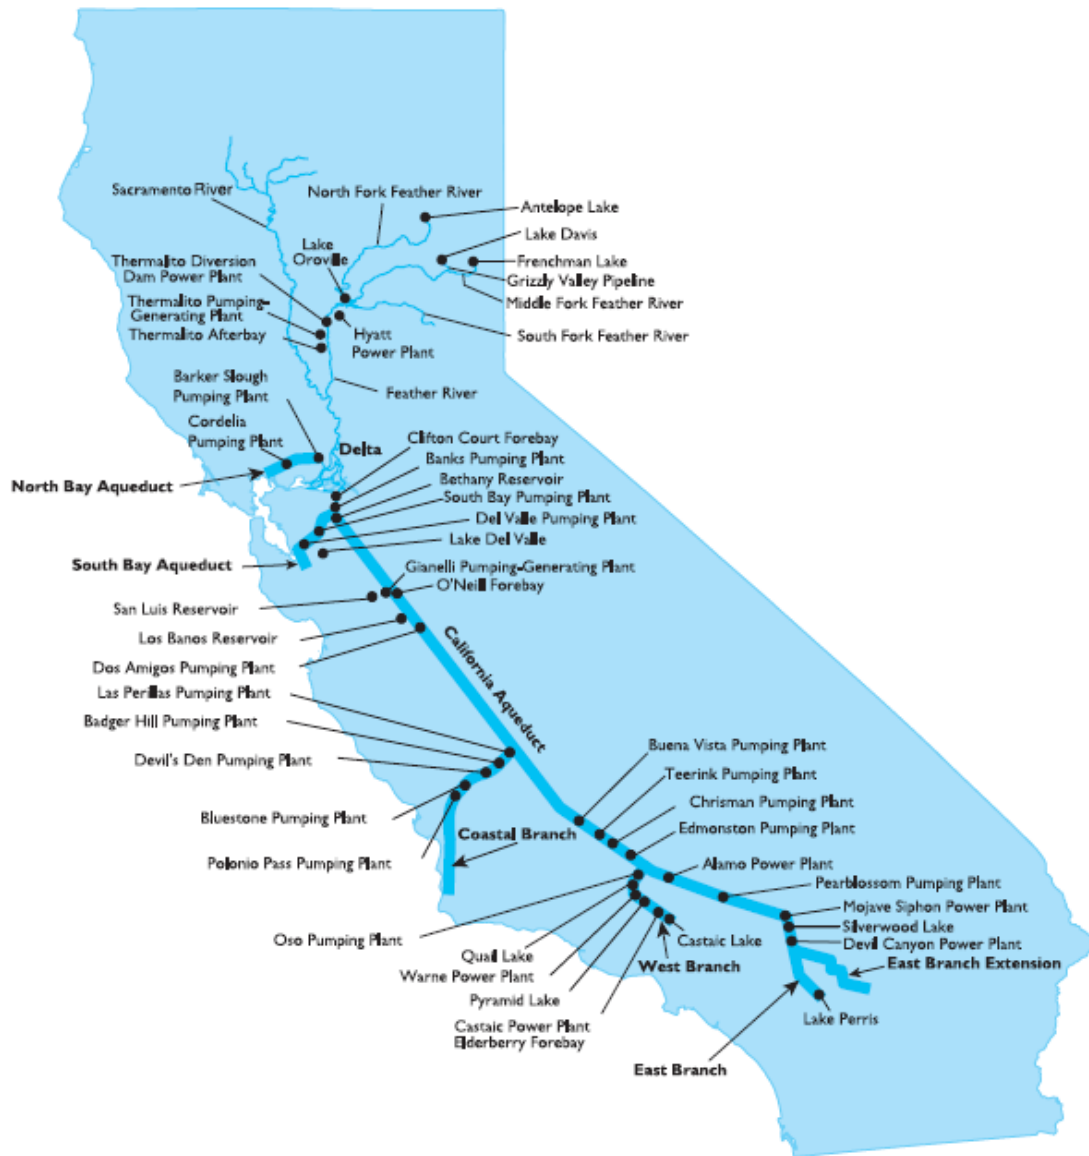 Sacramento River
North Fork Feather River
Antelope Lake
Lake Davis
Lake
Oroville
Thermalito Diversion
Dam Power Plant
Frenchman Lake
Grizzly Valley Pipeline
Middle Fork Feather River
Thermalito Pumping-
Generating Plant
Thermalito Afterbay
Hyatt
Power Plant
South Fork Feather River
Barker Slough
Pumping Plant
Feather River
Cordelia
Pumping Plant
Delta
Clifton Court Forebay
Banks Pumping Plant
Bethany Reservoir
North Bay Aqueduct
South Bay Pumping Plant
Del Valle Pumping Plant
Lake Del Valle
South Bay Aqueduct
Gianelli Pumping-Generating Plant
O'Neill Forebay
San Luis Reservoir
Los Banos Reservoir
Dos Amigos Pumping Plant
California Aqueduct
Las Perillas Pumping Plant
Badger Hill Pumping Plant
Devil's Den Pumping Plant
Buena Vista Pumping Plant
Teerink Pumping Plant
Chrisman Pumping Plant
Bluestone Pumping Plant
Edmonston Pumping Plant
Coastal Branch
Polonio Pass Pumping Plant
Alamo Power Plant
Pearblossom Pumping Plant
Mojave Siphon Power Plant
Silverwood Lake
Oso Pumping Plant
Castaic Lake
Devil Canyon Power Plant
Quail Lake
West Branch
East Branch Extension
Warne Power Plant
Pyramid Lake
Lake Perris
Castaic Power Plant
Elderberry Forebay
East Branch